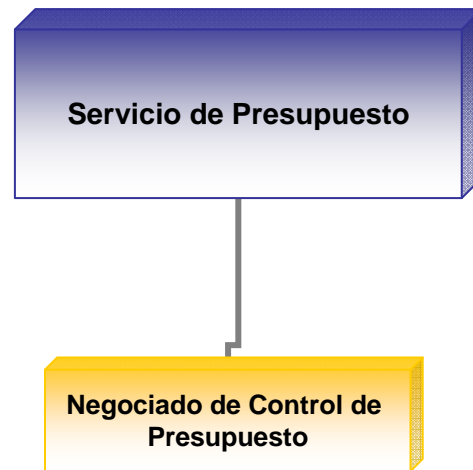 Servicio de Presupuesto
Negociado de Control de
Presupuesto